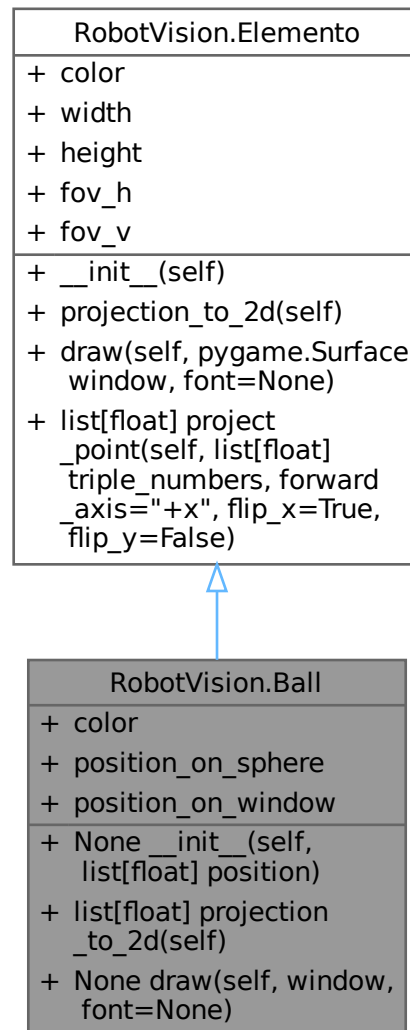 RobotVision.Elemento
+ color
+ width
+ height
+ fov_h
+ fov_v
+ __init__(self)
+ projection_to_2d(self)
+ draw(self, pygame.Surface
window, font=None)
+ list[float] project
_point(self, list[float]
triple_numbers, forward
_axis="+x", flip_x=True,
flip_y=False)
RobotVision.Ball
+ color
+ position_on_sphere
+ position_on_window
+ None __init__(self,
list[float] position)
+ list[float] projection
_to_2d(self)
+ None draw(self, window,
font=None)